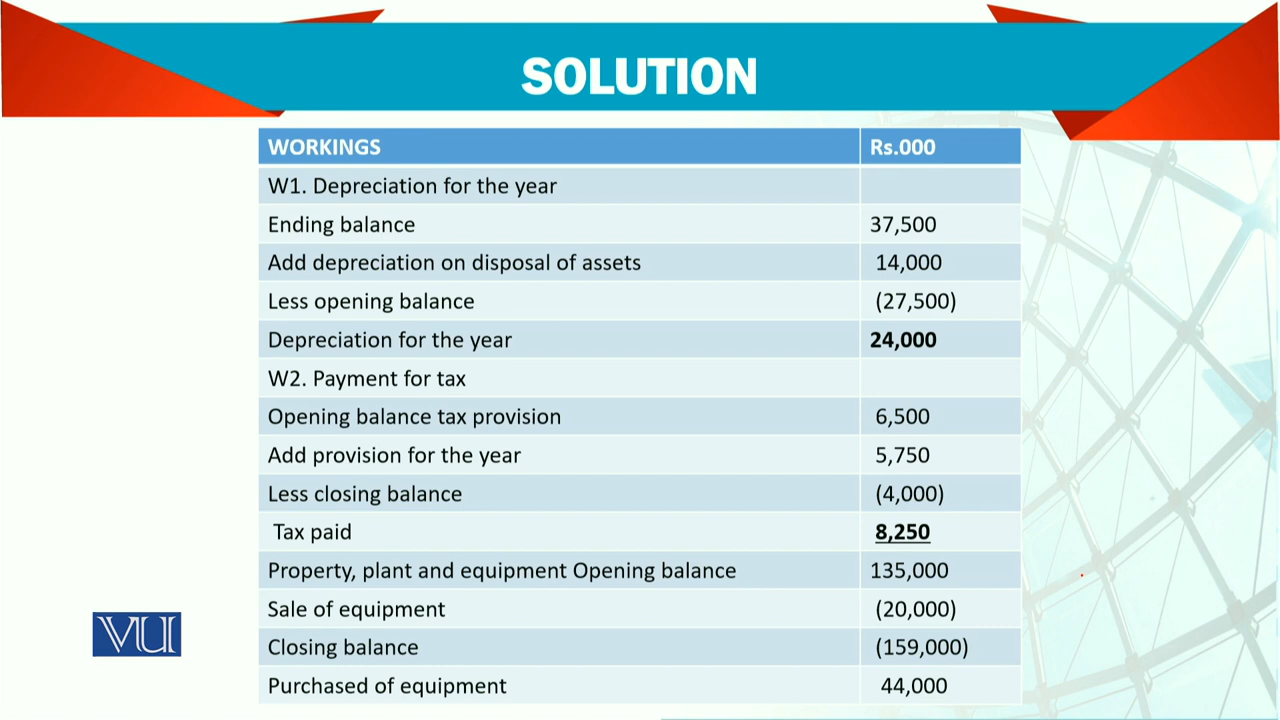 SOLUTION
WORKINGS Rs.000
W1. Depreciation for the year
Ending balance 37,500
Add depreciation on disposal of assets 14,000
Less opening balance (27,500)
Depreciation for the year 24,000
W2. Payment for tax
Opening balance tax provision 6,500
Add provision for the year 5,750
Less closing balance (4,000)
Tax paid 8,250
Property, plant and equipment Opening balance 135,000
Sale of equipment (20,000)
Closing balance (159,000)
Purchased of equipment 44,000
VU